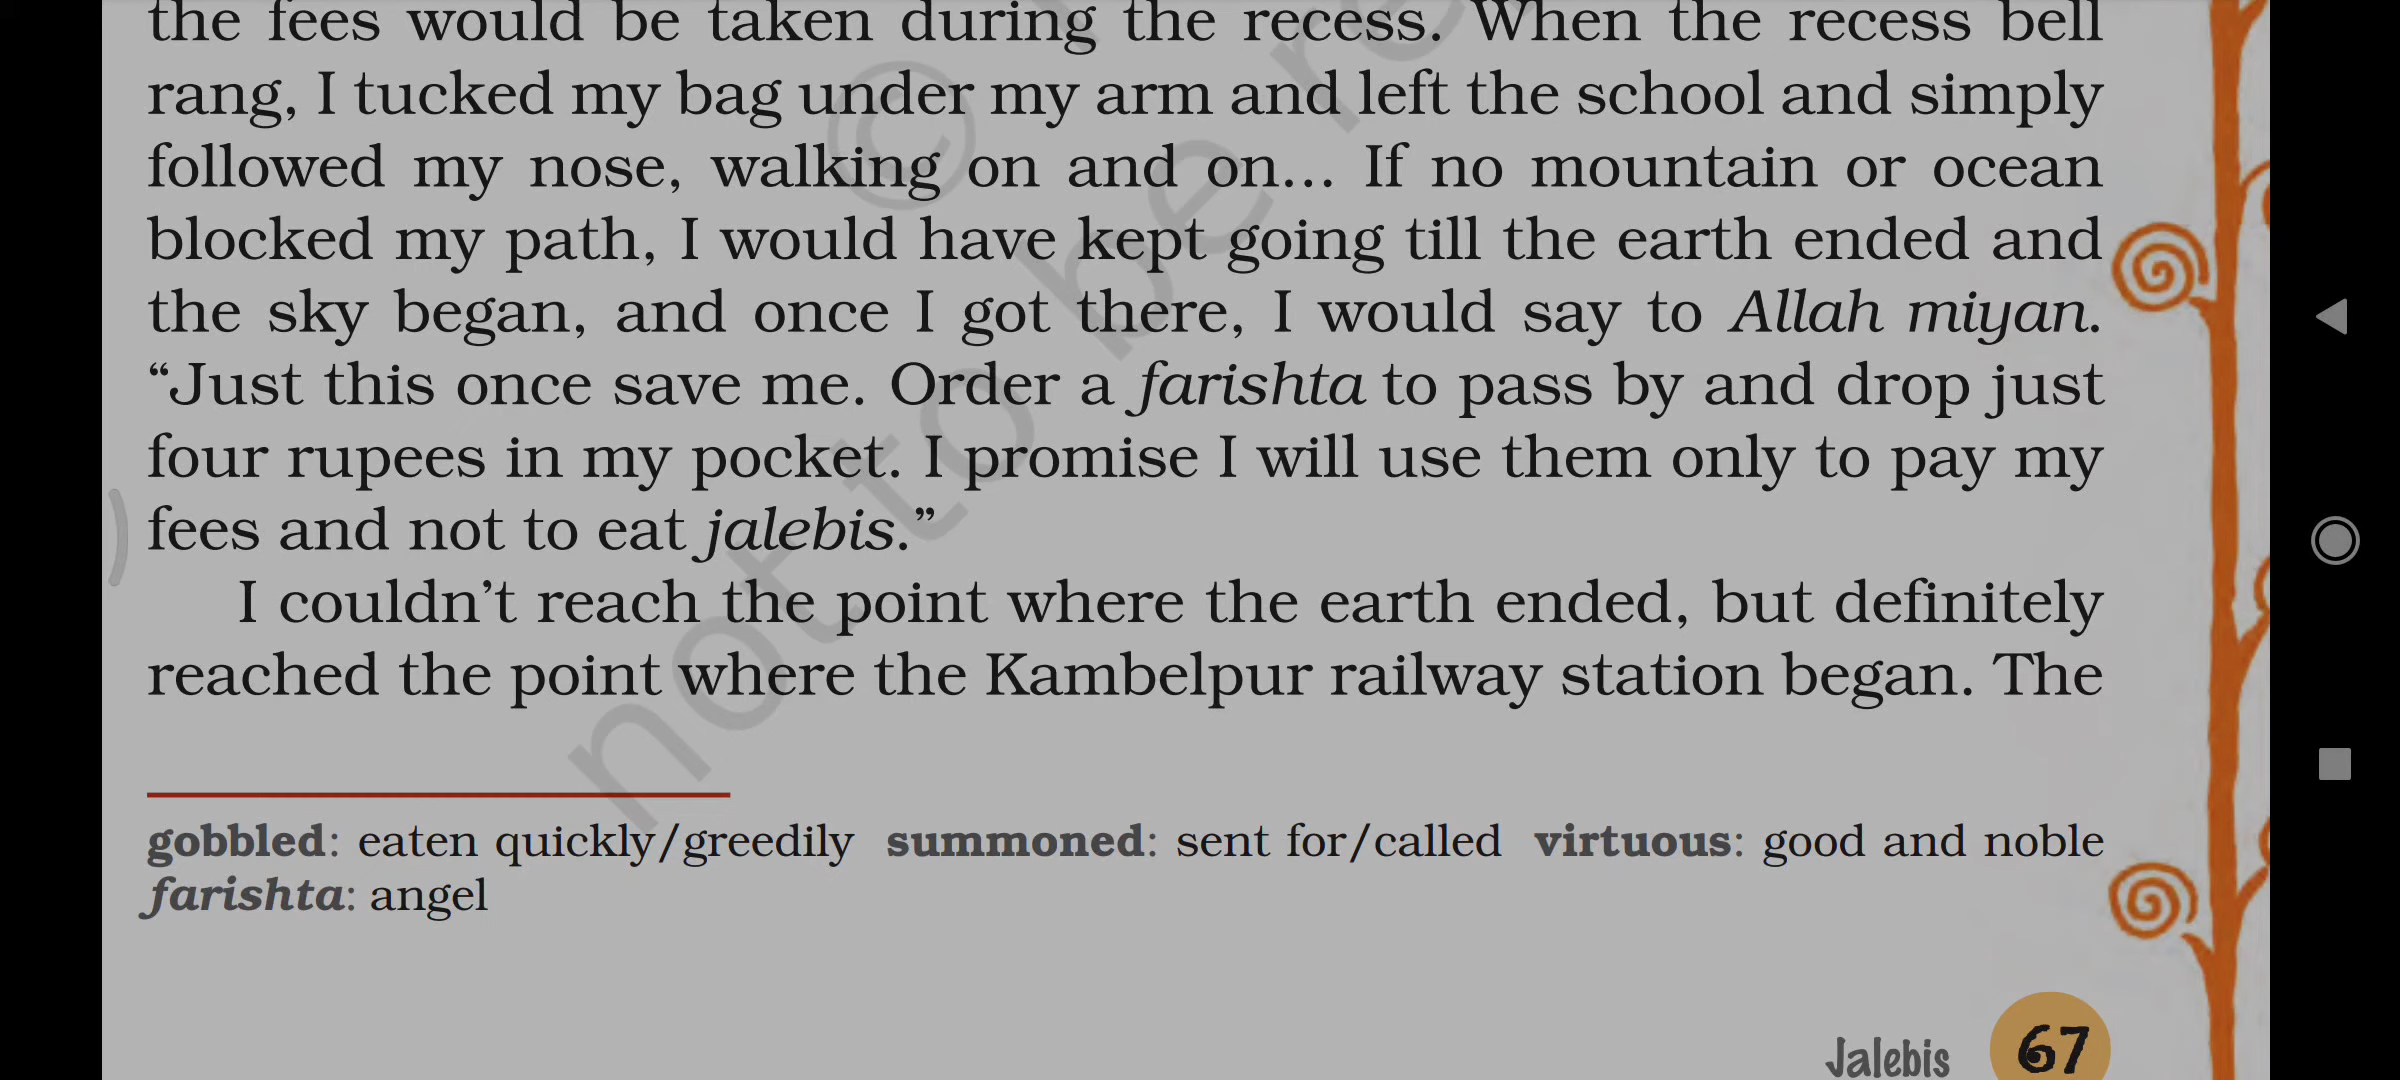 the fees would be taken during the recess. When the recess bell
rang, I tucked my bag under my arm and left the school and simply
followed my nose, walking on and on... If no mountain or ocean
blocked my path, I would have kept going till the earth ended and
the sky began, and once I got there, I would say to Allah miyan.
“Just this once save me. Order a farishta to pass by and drop just
four rupees in my pocket. I promise I will use them only to pay my
fees and not to eat jalebis.”
I couldn’t reach the point where the earth ended, but definitely
reached the point where the Kambelpur railway station began. The
gobbled: eaten quickly/greedily summoned: sent for/called virtuous: good and noble
farishta: angel
Jalebis 67
©
not to be re